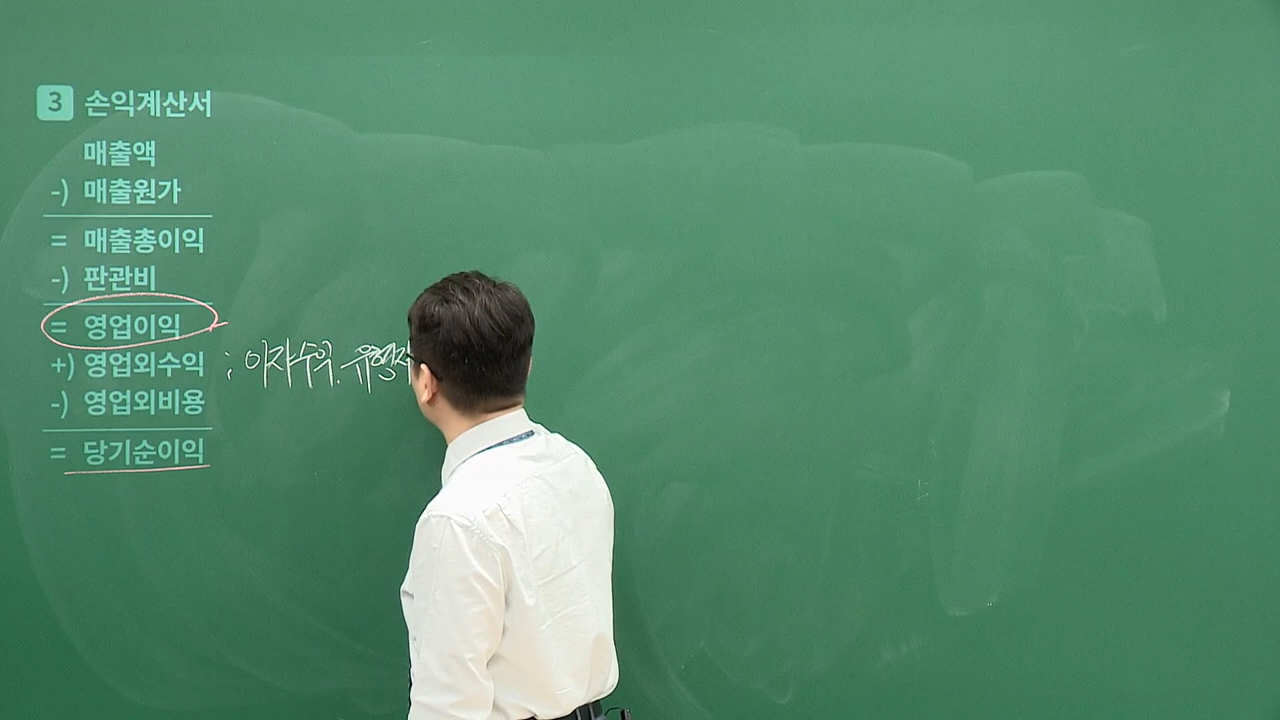 3 손익계산서
매출액
-) 매출원가
= 매출총이익
-) 판관비
= 영업이익
+) 영업외수익 ; 이자수익, 유형자
-) 영업외비용
= 당기순이익